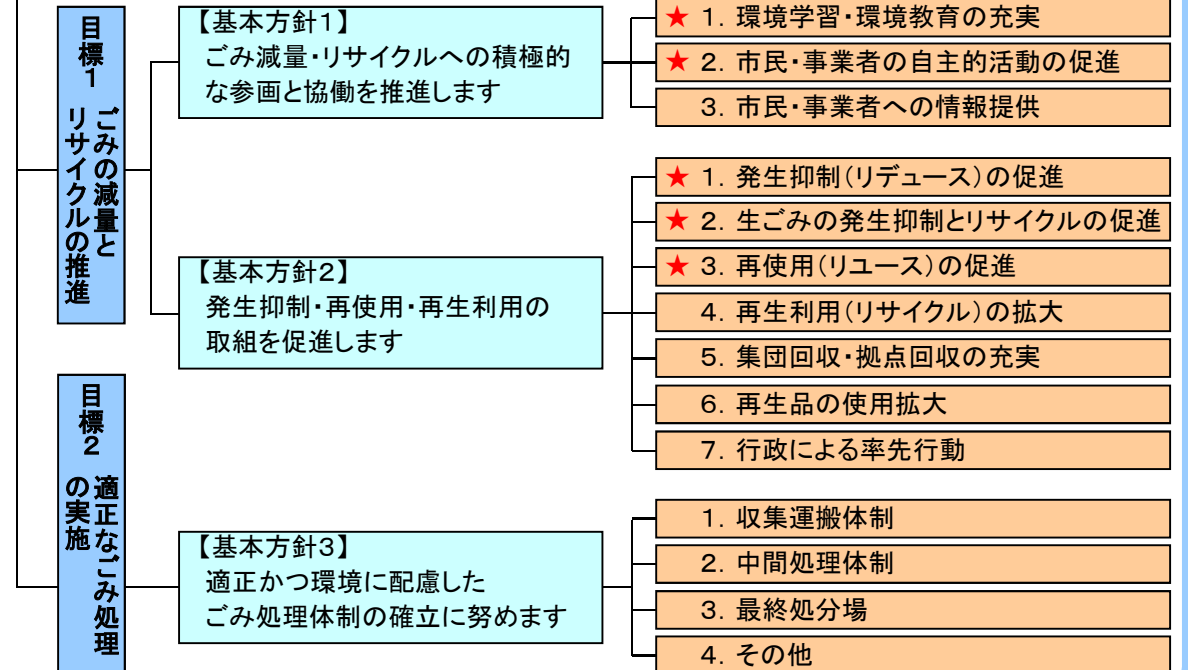 目標1 ごみの減量と
リサイクルの推進
【基本方針1】
ごみ減量・リサイクルへの積極的
な参画と協働を推進します
★ 1. 環境学習・環境教育の充実
★ 2. 市民・事業者の自主的活動の促進
3. 市民・事業者への情報提供
【基本方針2】
発生抑制・再使用・再生利用の
取組を促進します
★ 1. 発生抑制(リデュース)の促進
★ 2. 生ごみの発生抑制とリサイクルの促進
★ 3. 再使用(リユース)の促進
4. 再生利用(リサイクル)の拡大
5. 集団回収・拠点回収の充実
6. 再生品の使用拡大
7. 行政による率先行動
目標2 適正なごみ処理
の実施
【基本方針3】
適正かつ環境に配慮した
ごみ処理体制の確立に努めます
1. 収集運搬体制
2. 中間処理体制
3. 最終処分場
4. その他